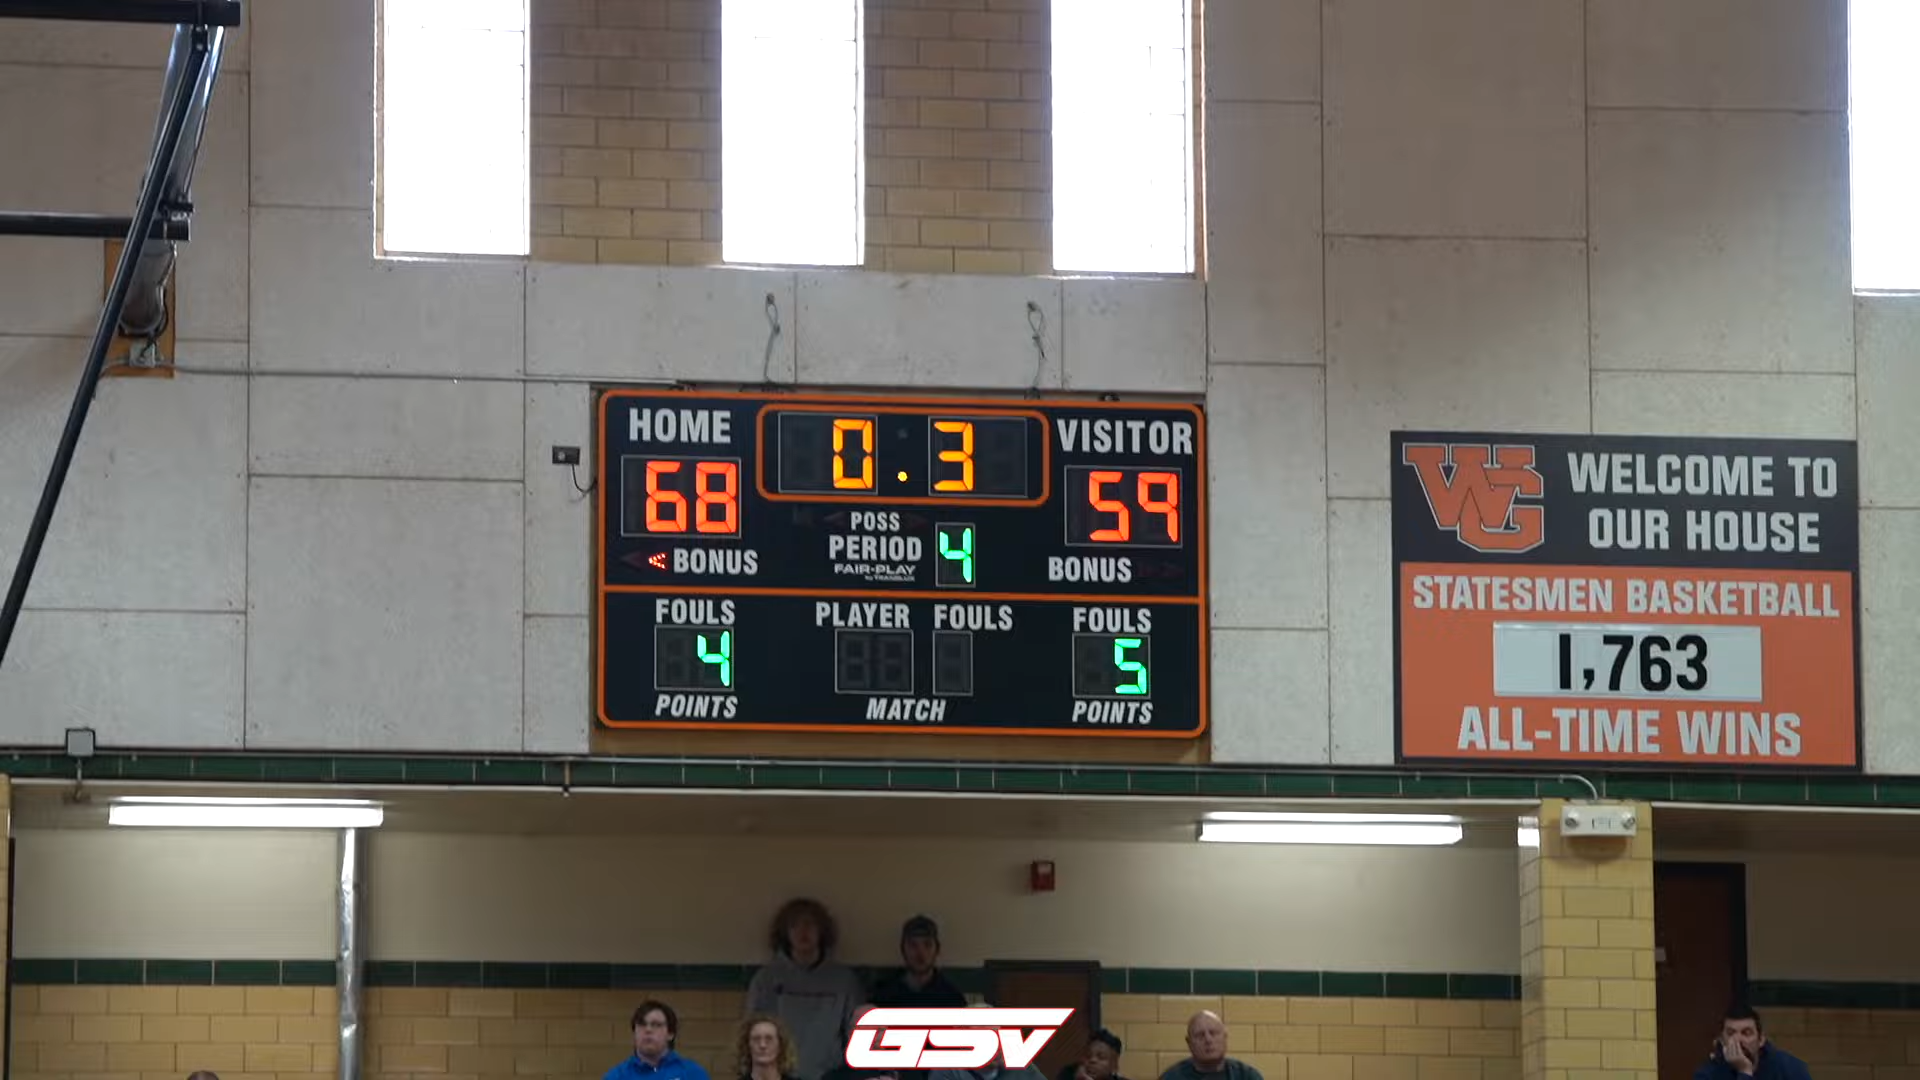 HOME
0.3
VISITOR
68
59
POSS
PERIOD
4
FAIR-PLAY
BONUS
BONUS
FOULS
PLAYER FOULS
FOULS
4
5
POINTS
MATCH
POINTS
WG
WELCOME TO
OUR HOUSE
STATESMEN BASKETBALL
1,763
ALL-TIME WINS
GSV